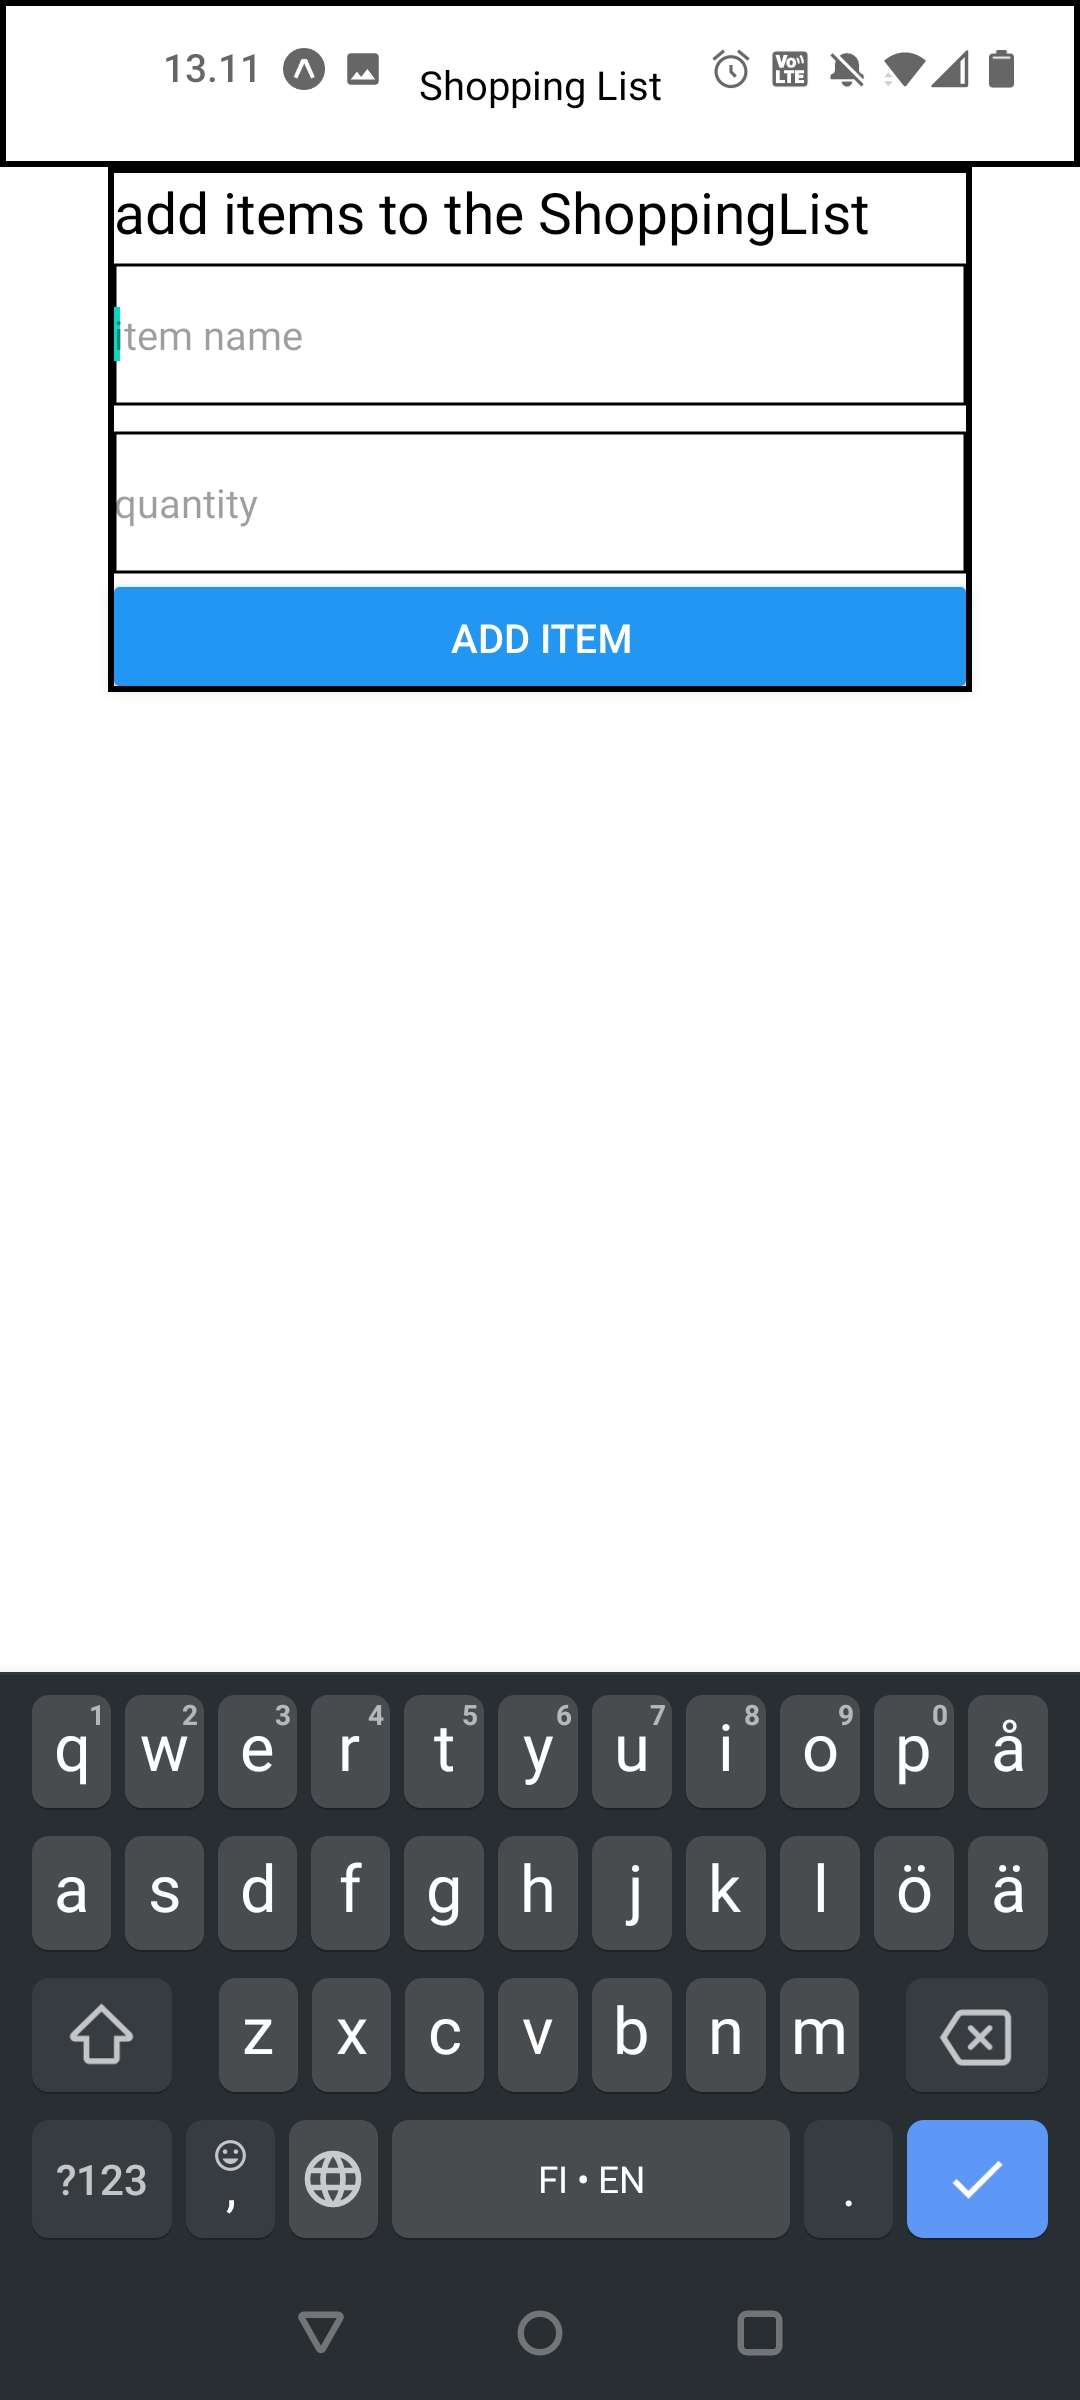 13.11 Shopping List Vo LTE
add items to the ShoppingList
item name
quantity
ADD ITEM
1 2 3 4 5 6 7 8 9 0
q w e r t y u i o p å
a s d f g h j k l ö ä
z x c v b n m
?123 , FI • EN .